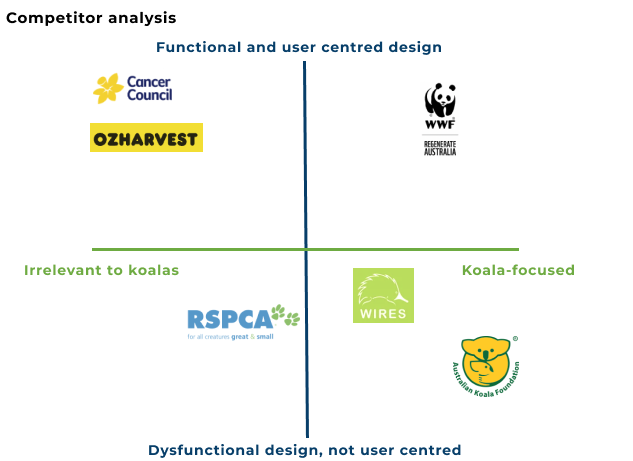 Competitor analysis
Functional and user centred design
Cancer
Council
OZHARVEST
WWF
REGENERATE
AUSTRALIA
Irrelevant to koalas
Koala-focused
RSPCA
for all creatures great & small
WIRES
®
Australian Koala Foundation
Dysfunctional design, not user centred